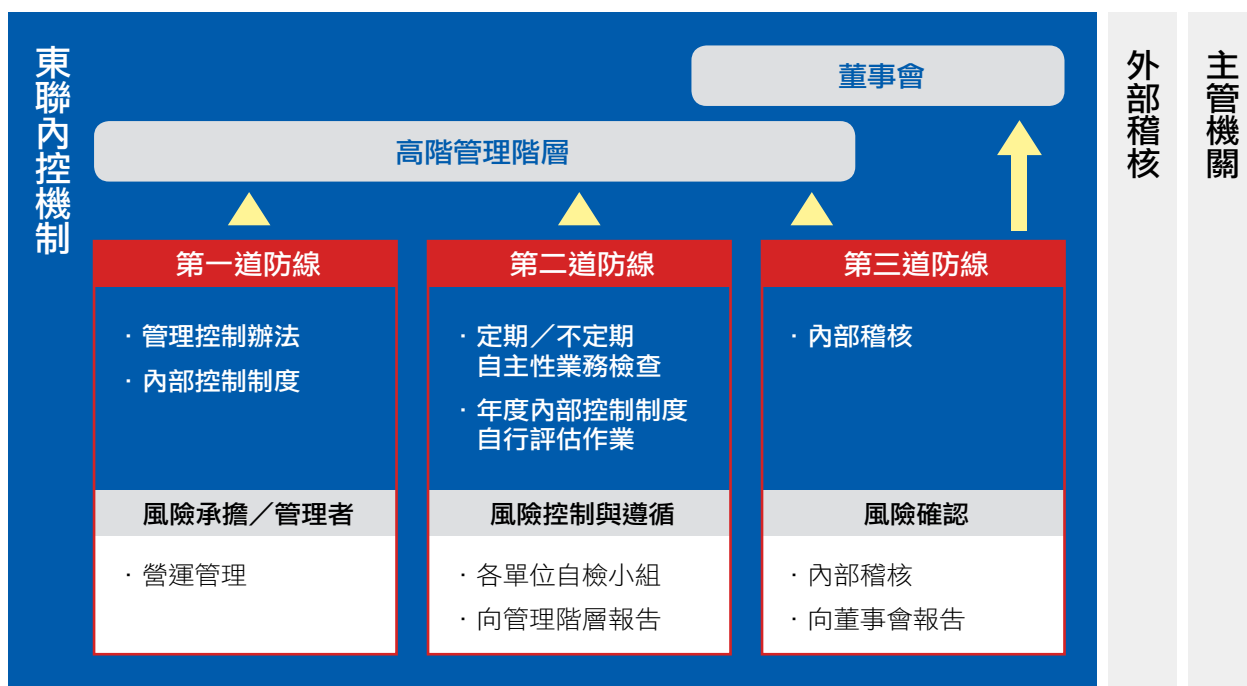 東聯內控機制
董事會
高階管理階層
第一道防線
·管理控制辦法
·內部控制制度
風險承擔／管理者
·營運管理
第二道防線
·定期／不定期
自主性業務檢查
·年度內部控制制度
自行評估作業
風險控制與遵循
·各單位自檢小組
·向管理階層報告
第三道防線
·內部稽核
風險確認
·內部稽核
·向董事會報告
外部稽核
主管機關